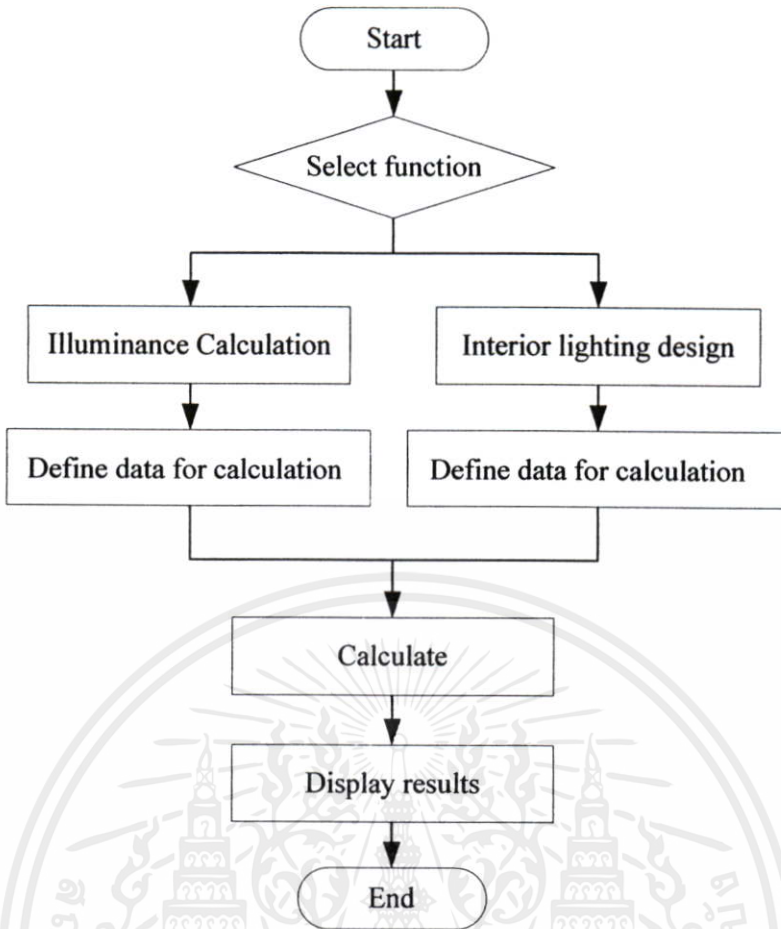 Start
Select function
Illuminance Calculation
Interior lighting design
Define data for calculation
Define data for calculation
Calculate
Display results
End